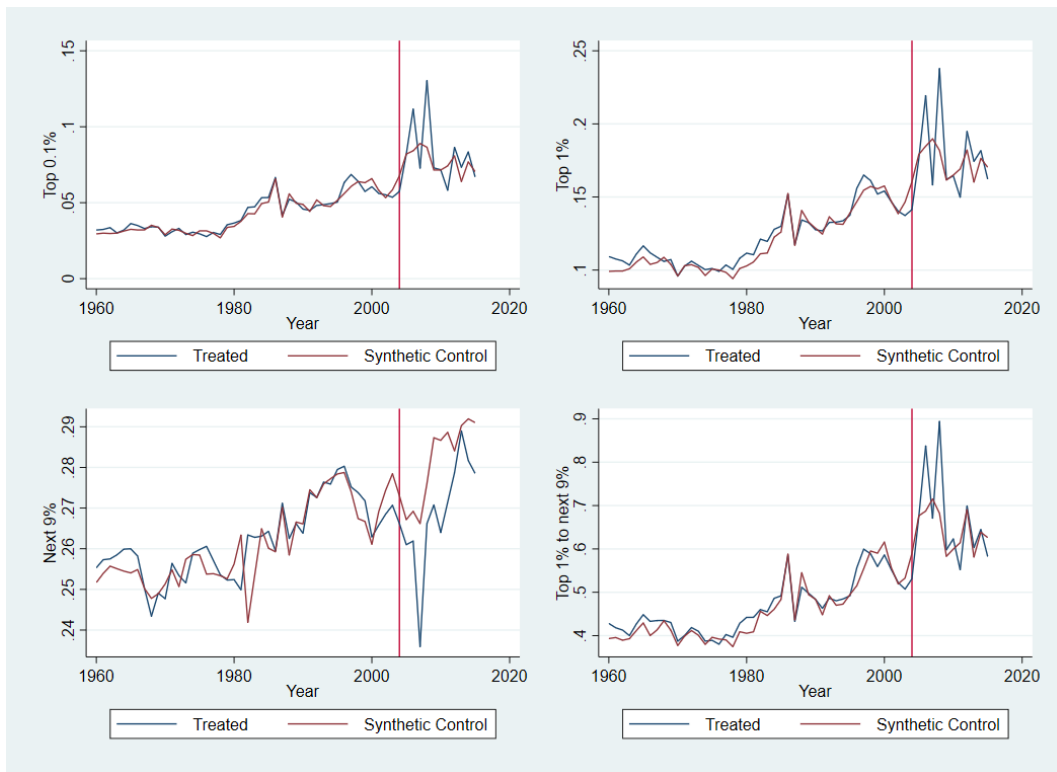 Top 0.1%
.15
.1
.05
0
1960 1980 2000 2020
Year
Treated Synthetic Control
Top 1%
.25
.2
.15
.1
1960 1980 2000 2020
Year
Treated Synthetic Control
Next 9%
.29
.28
.27
.26
.25
.24
1960 1980 2000 2020
Year
Treated Synthetic Control
Top 1% to next 9%
.9
.8
.7
.6
.5
.4
1960 1980 2000 2020
Year
Treated Synthetic Control